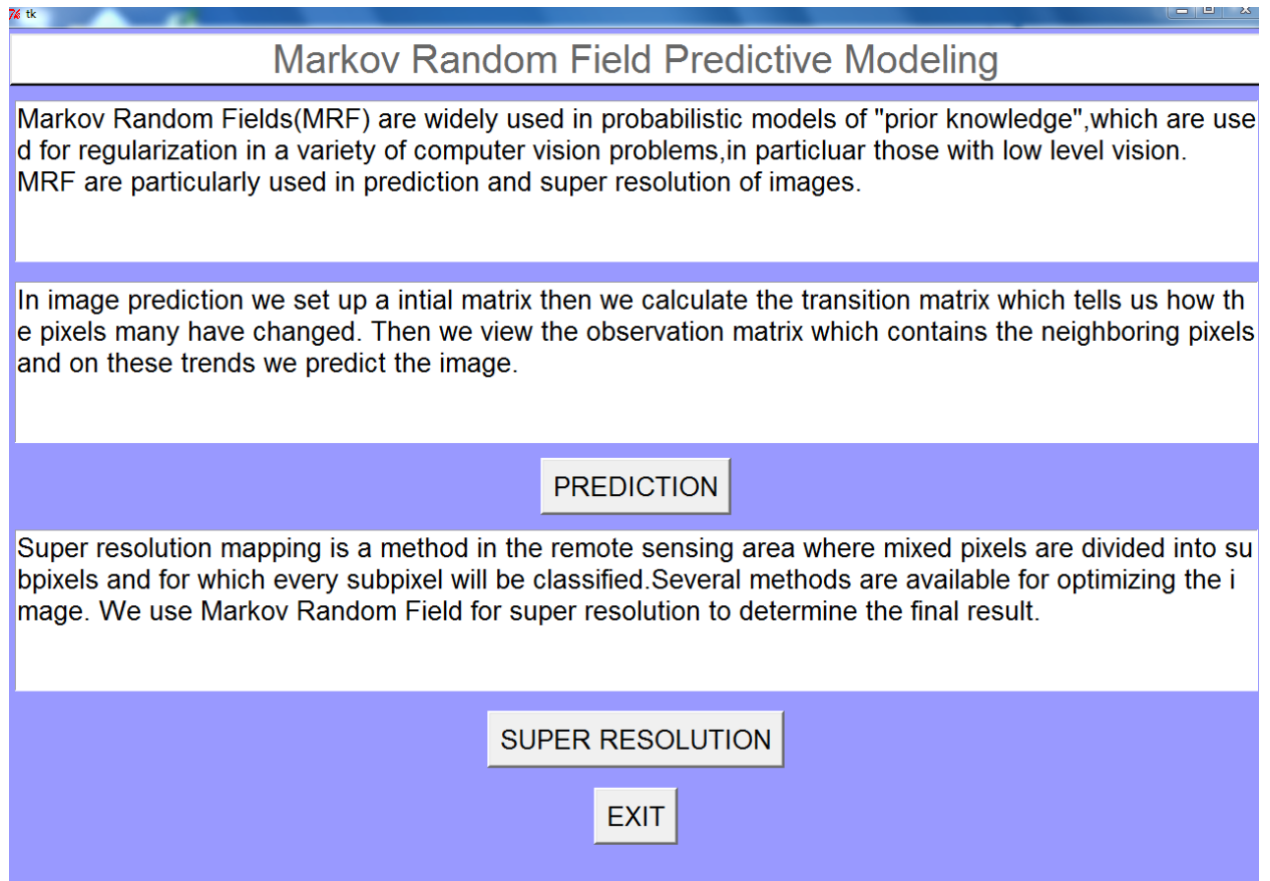 tk
Markov Random Field Predictive Modeling
Markov Random Fields(MRF) are widely used in probabilistic models of "prior knowledge",which are use
d for regularization in a variety of computer vision problems,in particluar those with low level vision.
MRF are particularly used in prediction and super resolution of images.
In image prediction we set up a intial matrix then we calculate the transition matrix which tells us how th
e pixels many have changed. Then we view the observation matrix which contains the neighboring pixels
and on these trends we predict the image.
PREDICTION
Super resolution mapping is a method in the remote sensing area where mixed pixels are divided into su
bpixels and for which every subpixel will be classified.Several methods are available for optimizing the i
mage. We use Markov Random Field for super resolution to determine the final result.
SUPER RESOLUTION
EXIT